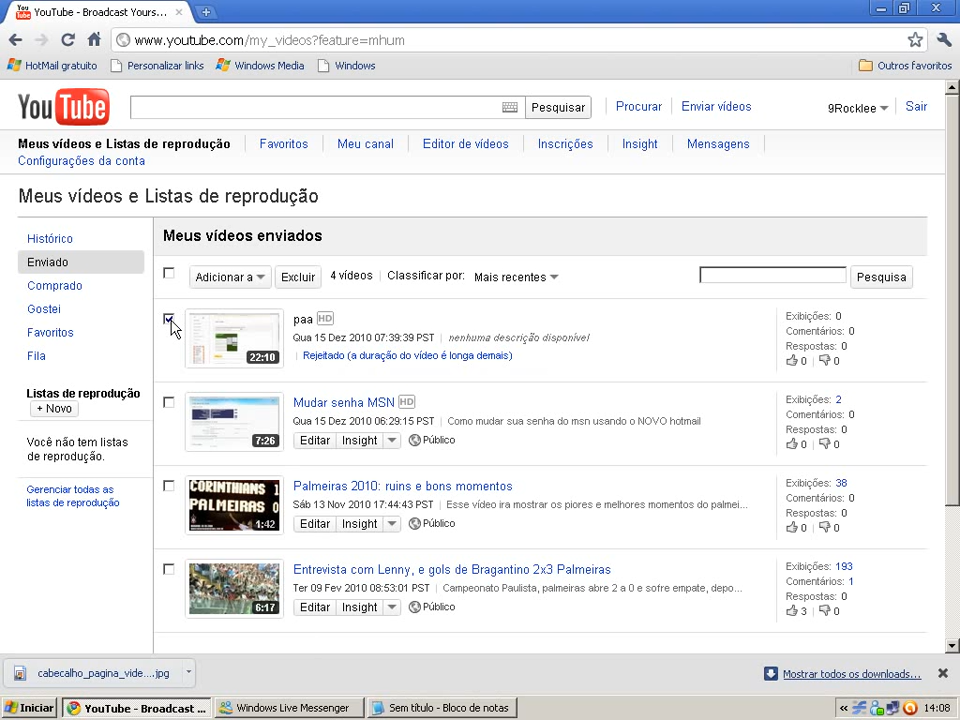 YouTube - Broadcast Yours...
www.youtube.com/my_videos?feature=mhum
HotMail gratuito
Personalizar links
Windows Media
Windows
Outros favoritos
YouTube
Pesquisar
Procurar
Enviar vídeos
9Rocklee
Sair
Meus vídeos e Listas de reprodução
Favoritos
Meu canal
Editor de vídeos
Inscrições
Insight
Mensagens
Configurações da conta
Meus vídeos e Listas de reprodução
Histórico
Enviado
Comprado
Gostei
Favoritos
Fila
Listas de reprodução
+ Novo
Você não tem listas
de reprodução.
Gerenciar todas as
listas de reprodução
Meus vídeos enviados
Adicionar a
Excluir
4 vídeos
Classificar por:
Mais recentes
Pesquisa
22:10
paa HD
Qua 15 Dez 2010 07:39:39 PST
nenhuma descrição disponível
Rejeitado (a duração do vídeo é longa demais)
Exibições: 0
Comentários: 0
Respostas: 0
0 0
7:26
Mudar senha MSN HD
Qua 15 Dez 2010 06:29:15 PST
Como mudar sua senha do msn usando o NOVO hotmail
Editar
Insight
Público
Exibições: 2
Comentários: 0
Respostas: 0
0 0
CORINTHIANS 1
PALMEIRAS 0
1:42
Palmeiras 2010: ruins e bons momentos
Sáb 13 Nov 2010 17:44:43 PST
Esse vídeo ira mostrar os piores e melhores momentos do palmei...
Editar
Insight
Público
Exibições: 38
Comentários: 0
Respostas: 0
0 0
6:17
Entrevista com Lenny, e gols de Bragantino 2x3 Palmeiras
Ter 09 Fev 2010 08:53:01 PST
Campeonato Paulista, palmeiras abre 2 a 0 e sofre empate, depo...
Editar
Insight
Público
Exibições: 193
Comentários: 1
Respostas: 0
3 0
cabecalho_pagina_vide....jpg
Mostrar todos os downloads...
Iniciar
YouTube - Broadcast ...
Windows Live Messenger
Sem título - Bloco de notas
14:08